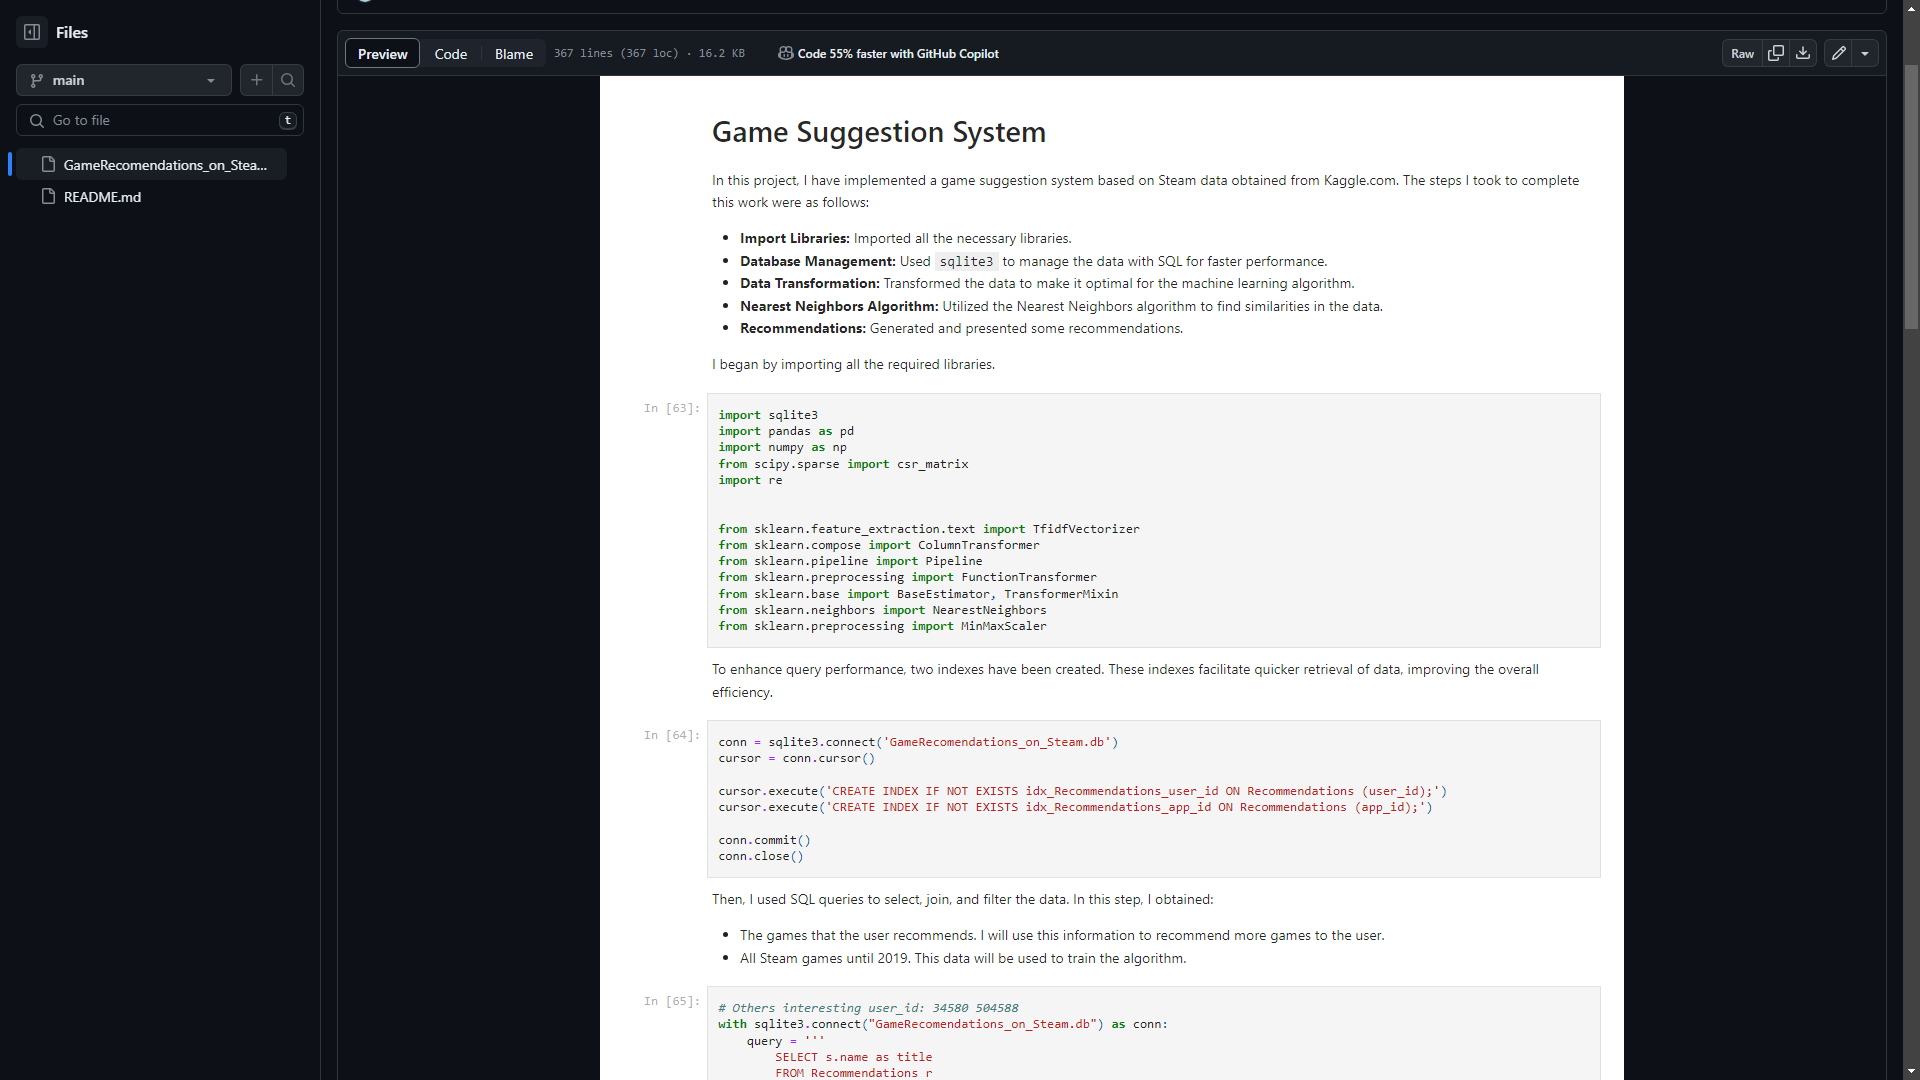 Files
main
Go to file
t
GameRecomendations_on_Stea...
README.md
Preview
Code
Blame
367 lines (367 loc) · 16.2 KB
Code 55% faster with GitHub Copilot
Raw
Game Suggestion System
In this project, I have implemented a game suggestion system based on Steam data obtained from Kaggle.com. The steps I took to complete
this work were as follows:
• Import Libraries: Imported all the necessary libraries.
• Database Management: Used sqlite3 to manage the data with SQL for faster performance.
• Data Transformation: Transformed the data to make it optimal for the machine learning algorithm.
• Nearest Neighbors Algorithm: Utilized the Nearest Neighbors algorithm to find similarities in the data.
• Recommendations: Generated and presented some recommendations.
I began by importing all the required libraries.
In [63]:
import sqlite3
import pandas as pd
import numpy as np
from scipy.sparse import csr_matrix
import re
from sklearn.feature_extraction.text import TfidfVectorizer
from sklearn.compose import ColumnTransformer
from sklearn.pipeline import Pipeline
from sklearn.preprocessing import FunctionTransformer
from sklearn.base import BaseEstimator, TransformerMixin
from sklearn.neighbors import NearestNeighbors
from sklearn.preprocessing import MinMaxScaler
To enhance query performance, two indexes have been created. These indexes facilitate quicker retrieval of data, improving the overall
efficiency.
In [64]:
conn = sqlite3.connect('GameRecomendations_on_Steam.db')
cursor = conn.cursor()
cursor.execute('CREATE INDEX IF NOT EXISTS idx_Recommendations_user_id ON Recommendations (user_id);')
cursor.execute('CREATE INDEX IF NOT EXISTS idx_Recommendations_app_id ON Recommendations (app_id);')
conn.commit()
conn.close()
Then, I used SQL queries to select, join, and filter the data. In this step, I obtained:
• The games that the user recommends. I will use this information to recommend more games to the user.
• All Steam games until 2019. This data will be used to train the algorithm.
In [65]:
# Others interesting user_id: 34580 504588
with sqlite3.connect("GameRecomendations_on_Steam.db") as conn:
    query = '''
        SELECT s.name as title
        FROM Recommendations r